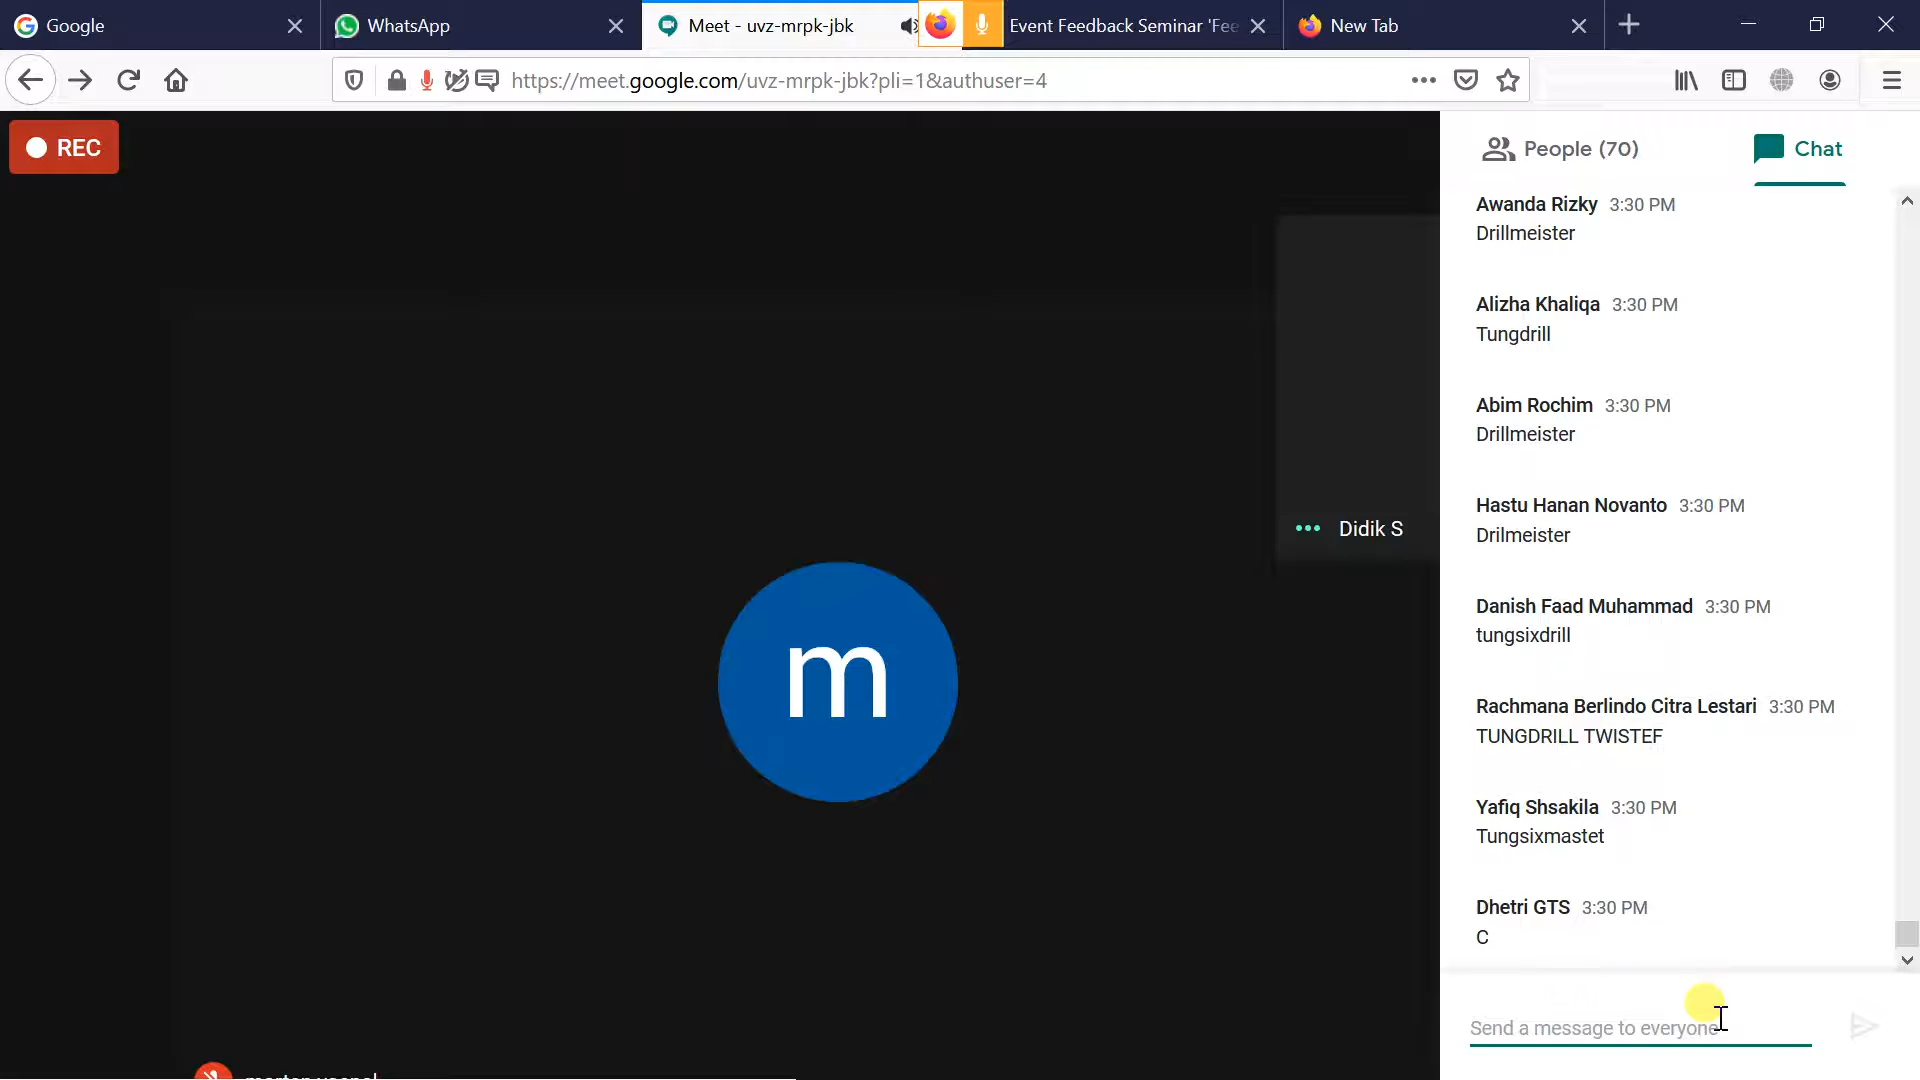 Google
WhatsApp
Meet - uvz-mrpk-jbk
Event Feedback Seminar 'Fee
New Tab
https://meet.google.com/uvz-mrpk-jbk?pli=1&authuser=4
REC
People (70)
Chat
Awanda Rizky 3:30 PM
Drillmeister
Alizha Khaliqa 3:30 PM
Tungdrill
Abim Rochim 3:30 PM
Drillmeister
Hastu Hanan Novanto 3:30 PM
Drilmeister
Didik S
Danish Faad Muhammad 3:30 PM
tungsixdrill
m
Rachmana Berlindo Citra Lestari 3:30 PM
TUNGDRILL TWISTEF
Yafiq Shsakila 3:30 PM
Tungsixmastet
Dhetri GTS 3:30 PM
C
Send a message to everyone